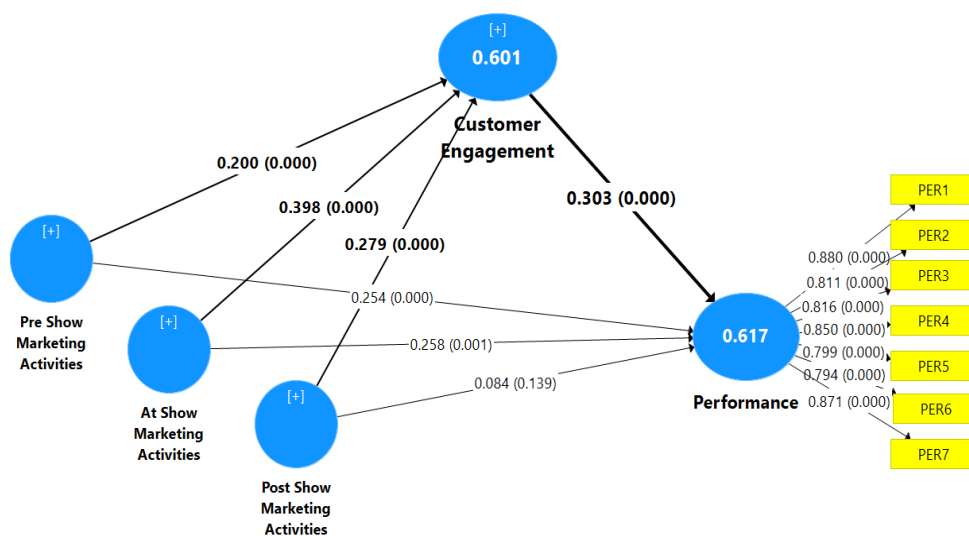 [+]
0.601
Customer
Engagement
0.200 (0.000)
0.398 (0.000)
0.303 (0.000)
0.279 (0.000)
[+]
Pre Show
Marketing
Activities
0.254 (0.000)
[+]
At Show
Marketing
Activities
0.258 (0.001)
[+]
Post Show
Marketing
Activities
0.084 (0.139)
0.617
Performance
0.880 (0.000)
0.811 (0.000)
0.816 (0.000)
0.850 (0.000)
0.799 (0.000)
0.794 (0.000)
0.871 (0.000)
PER1
PER2
PER3
PER4
PER5
PER6
PER7